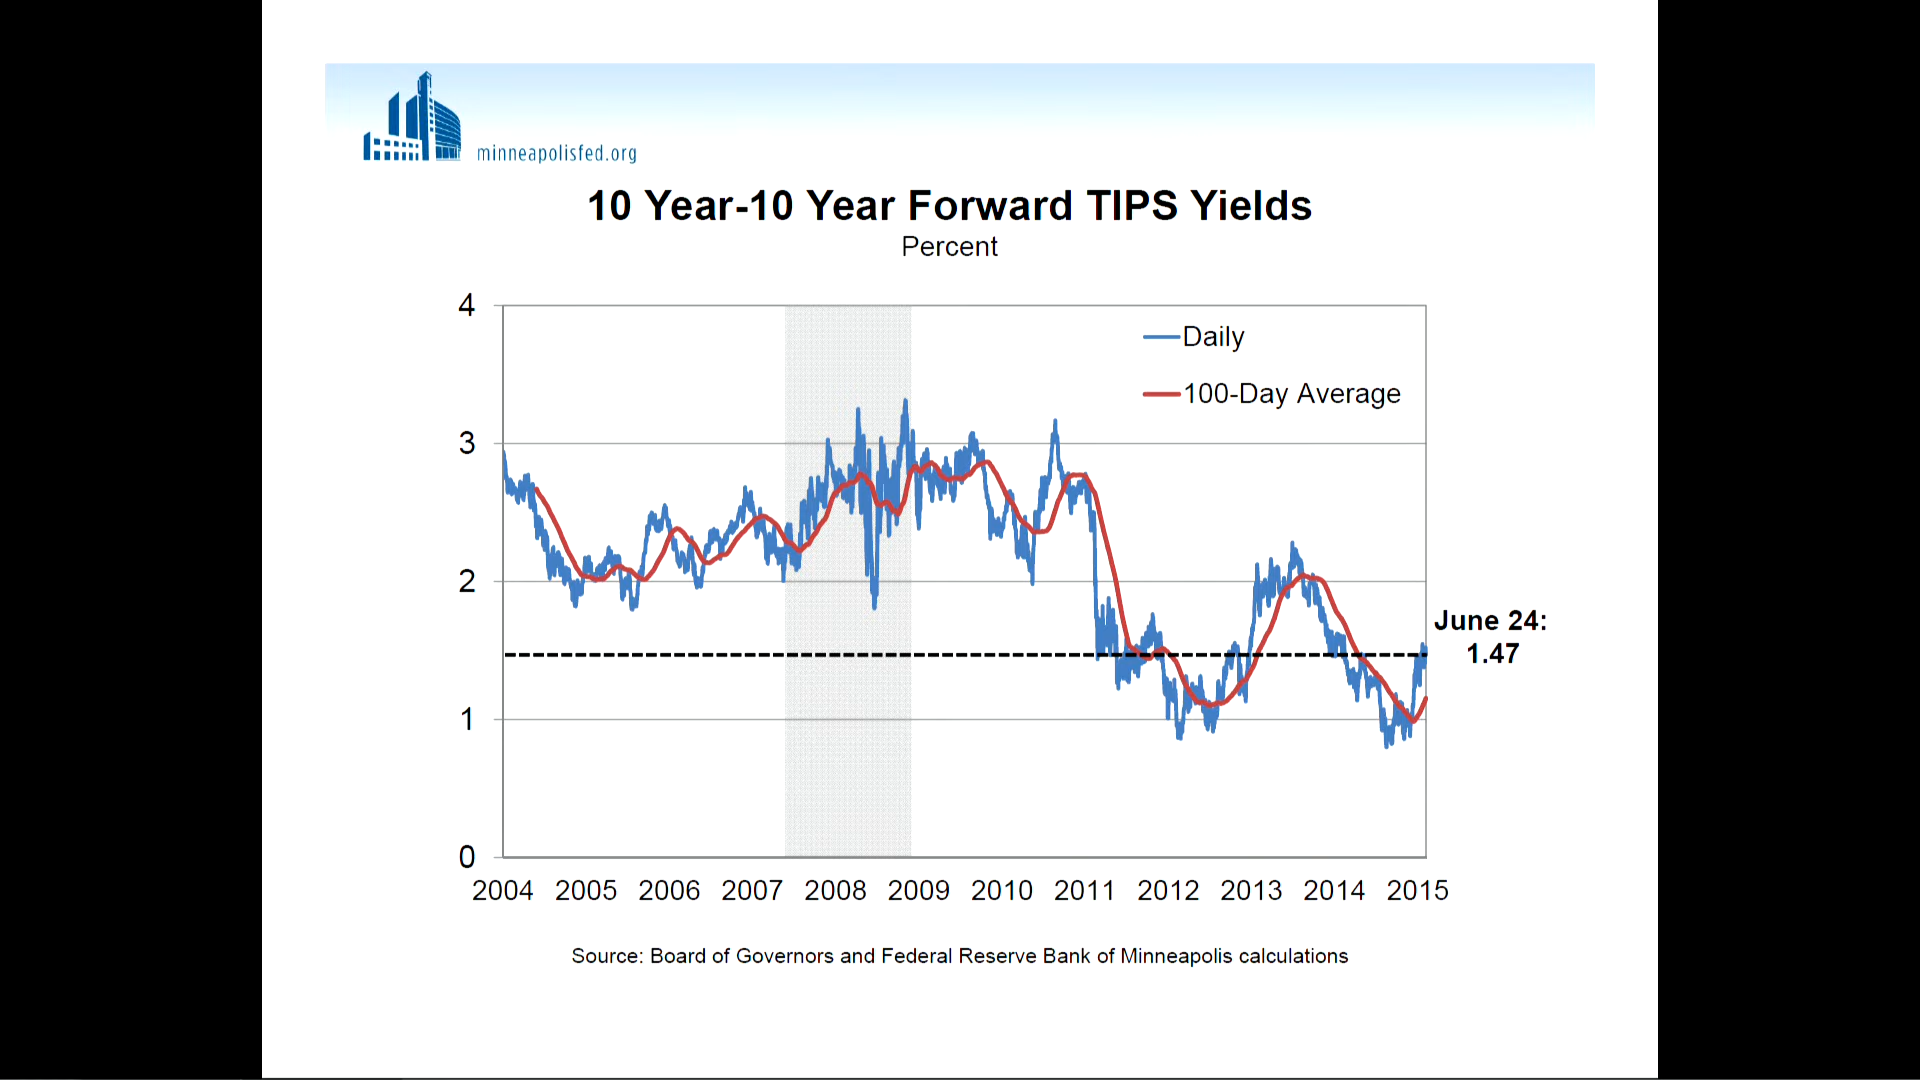 minneapolisfed.org
10 Year-10 Year Forward TIPS Yields
Percent
4
Daily
100-Day Average
3
2
June 24:
1.47
1
0
2004 2005 2006 2007 2008 2009 2010 2011 2012 2013 2014 2015
Source: Board of Governors and Federal Reserve Bank of Minneapolis calculations